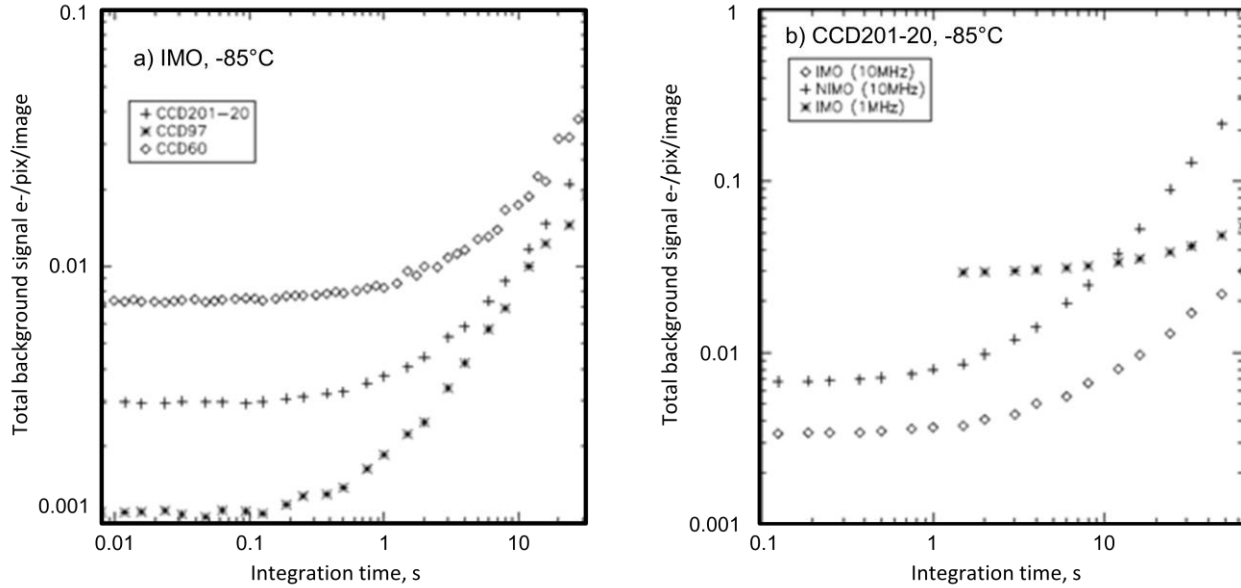 a) IMO, -85°C
CCD201-20
CCD97
CCD60
Total background signal e-/pix/image
0.1
0.01
0.001
0.01
0.1
1
10
Integration time, s
b) CCD201-20, -85°C
IMO (10MHz)
NIMO (10MHz)
IMO (1MHz)
Total background signal e-/pix/image
1
0.1
0.01
0.001
0.1
1
10
Integration time, s